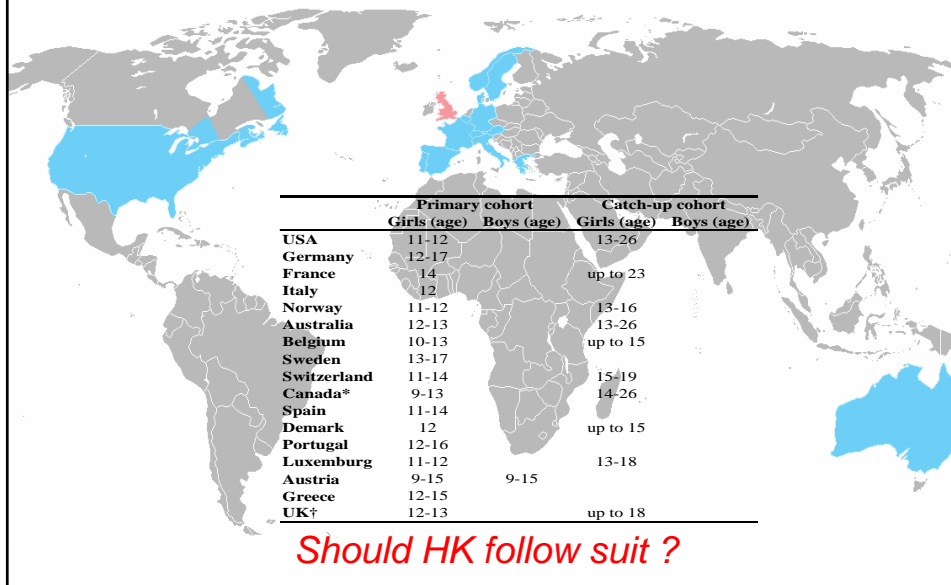 Primary cohort Catch-up cohort
Girls (age) Boys (age) Girls (age) Boys (age)
USA 11-12 13-26
Germany 12-17
France 14 up to 23
Italy 12
Norway 11-12 13-16
Australia 12-13 13-26
Belgium 10-13 up to 15
Sweden 13-17
Switzerland 11-14 15-19
Canada* 9-13 14-26
Spain 11-14
Demark 12 up to 15
Portugal 12-16
Luxemburg 11-12 13-18
Austria 9-15 9-15
Greece 12-15
UK† 12-13 up to 18
Should HK follow suit ?